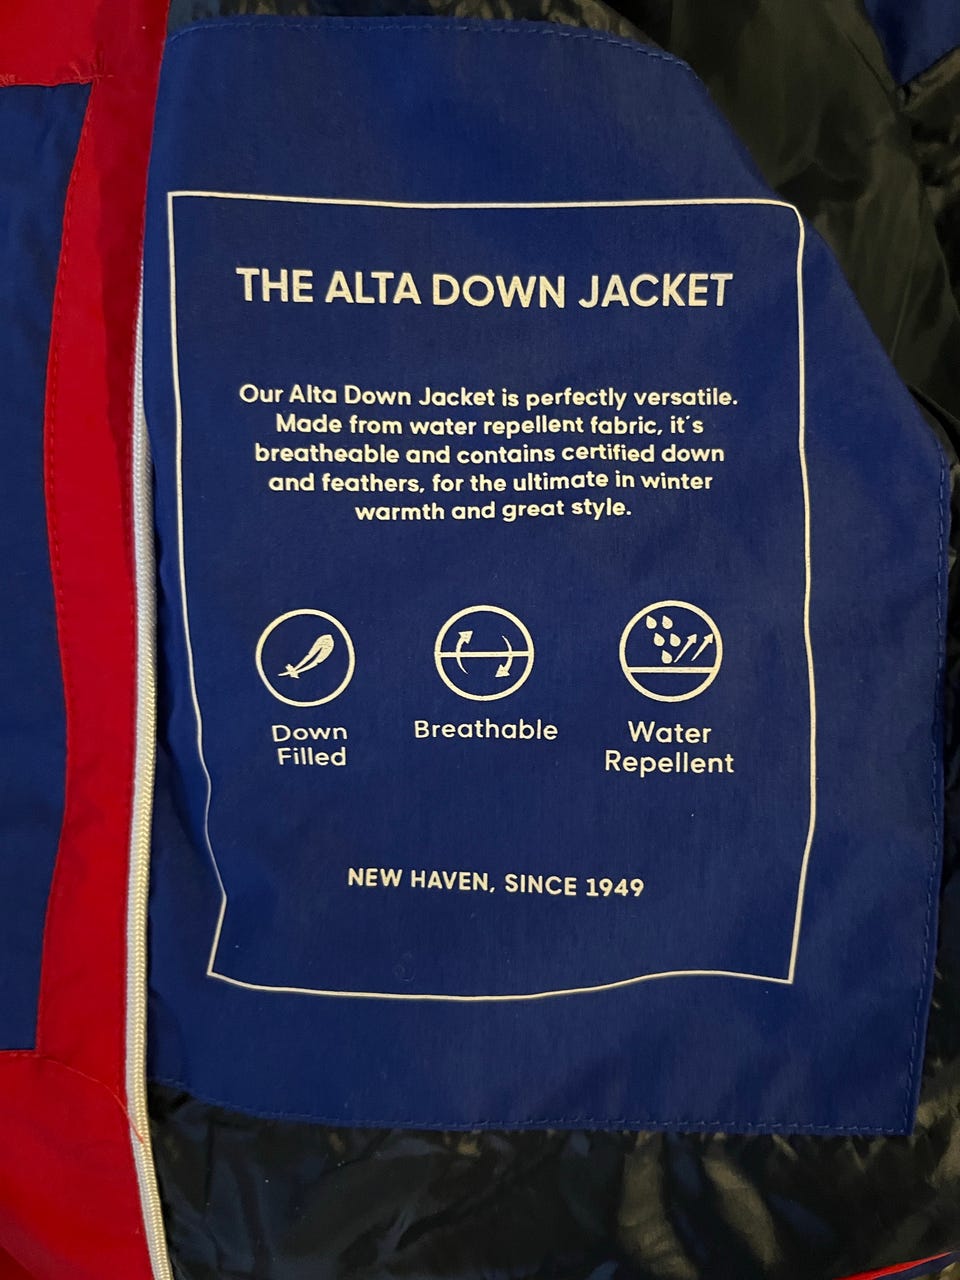 THE ALTA DOWN JACKET
Our Alta Down Jacket is perfectly versatile.
Made from water repellent fabric, it's
breatheable and contains certified down
and feathers, for the ultimate in winter
warmth and great style.
Down
Filled
Breathable
Water
Repellent
NEW HAVEN, SINCE 1949